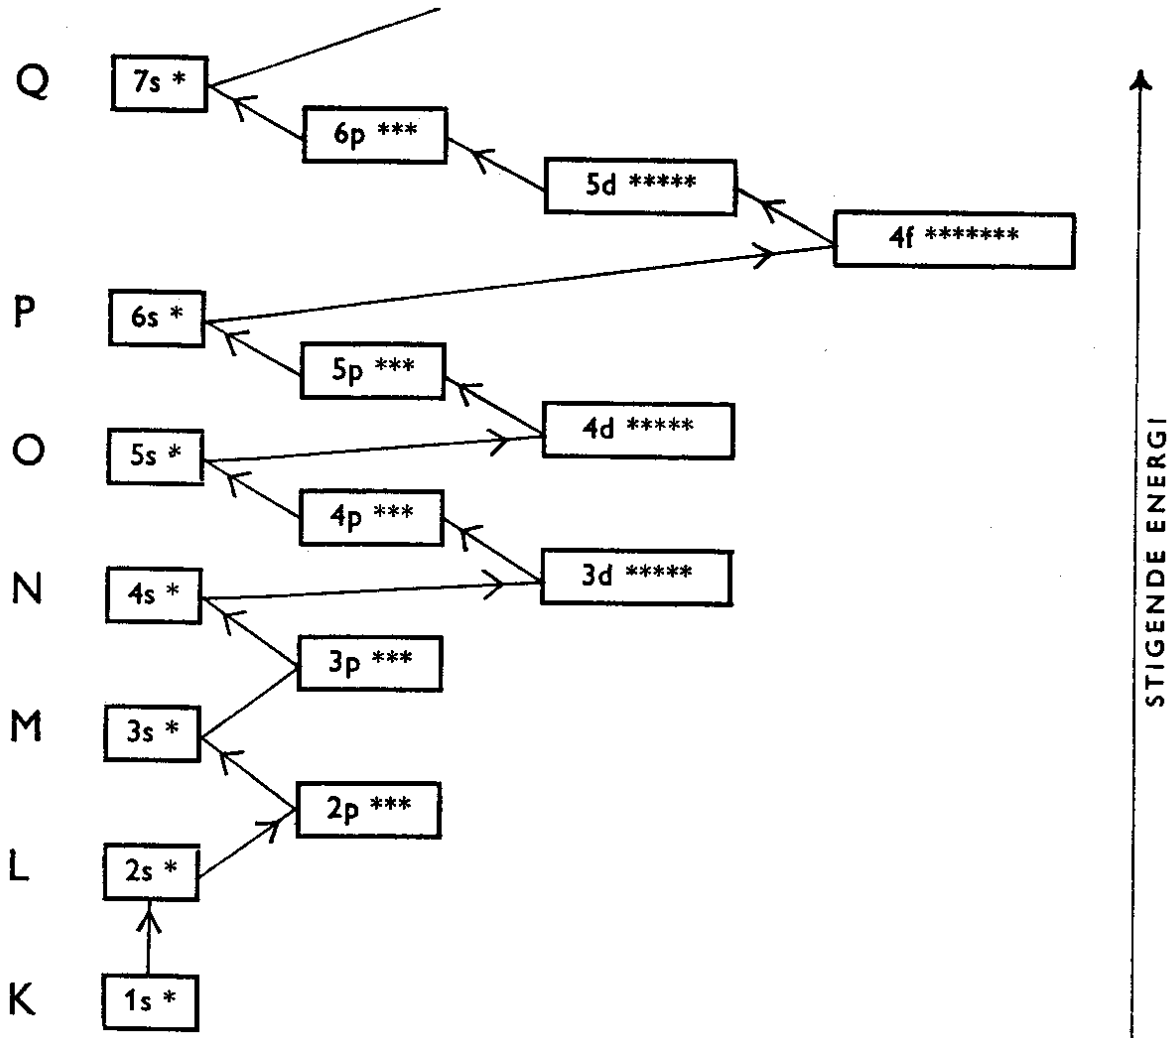 Q
7s *
6p ***
5d *****
4f *******
P
6s *
5p ***
4d *****
O
5s *
4p ***
3d *****
N
4s *
3p ***
M
3s *
2p ***
L
2s *
K
1s *
STIGENDE ENERGI